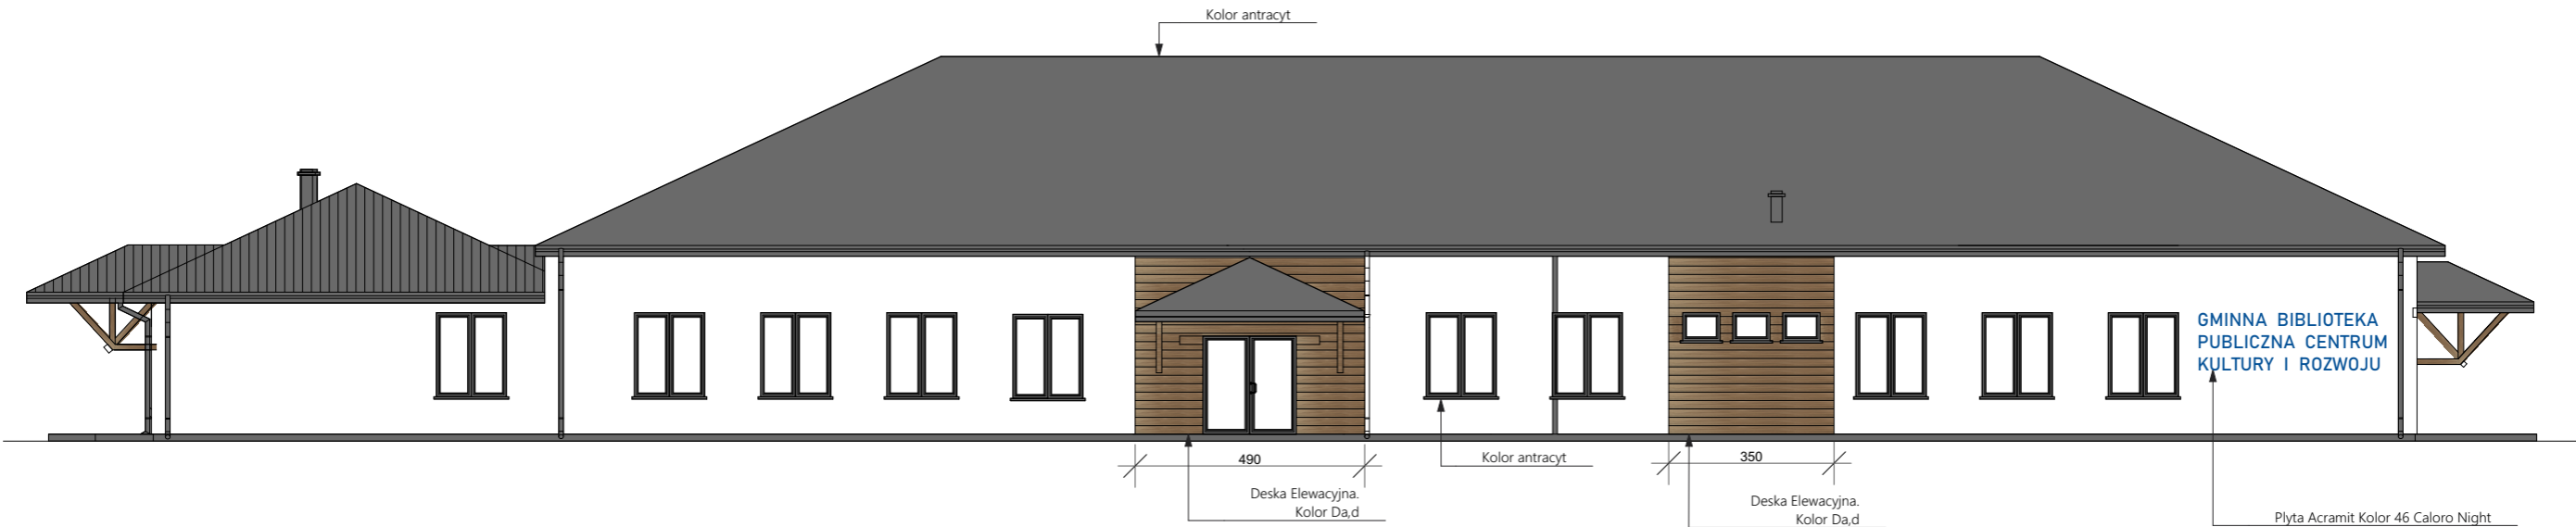 Kolor antracyt
GMINNA BIBLIOTEKA
PUBLICZNA CENTRUM
KULTURY I ROZWOJU
490
Kolor antracyt
350
Deska Elewacyjna.
Kolor Da,d
Deska Elewacyjna.
Kolor Da,d
Plyta Acramit Kolor 46 Caloro Night